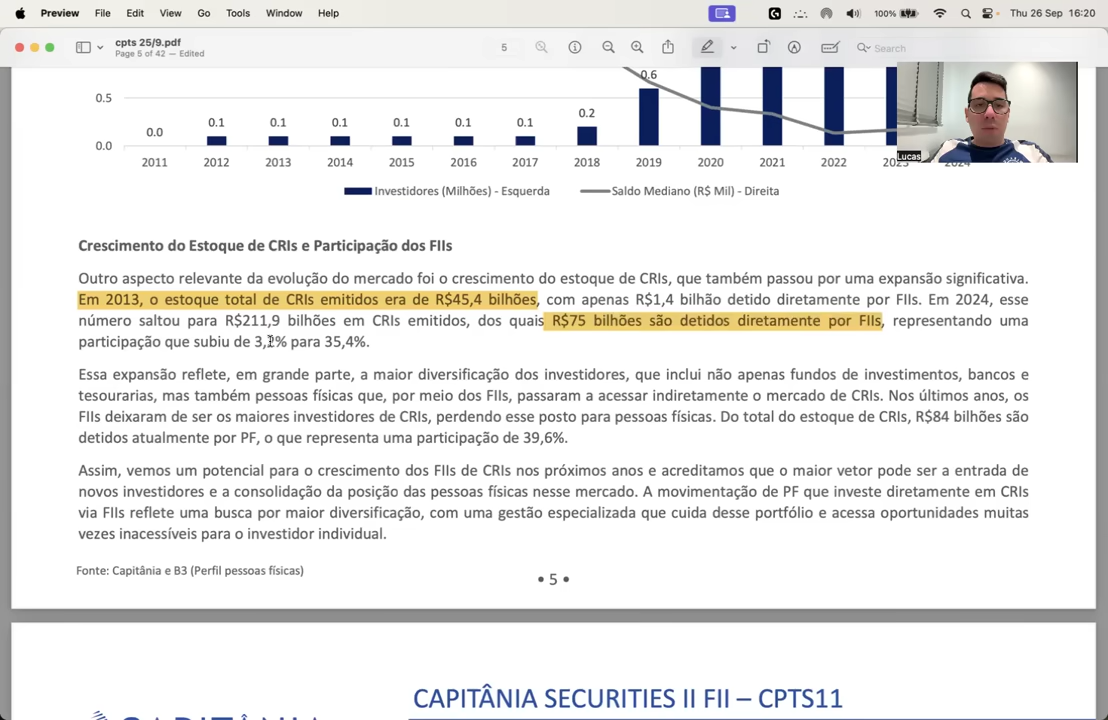 Preview File Edit View Go Tools Window Help
100% Thu 26 Sep 16:20
cpts 25/9.pdf
Page 5 of 42 — Edited
5
Search
0.6
0.5
0.2
0.1 0.1 0.1 0.1 0.1 0.1
0.0
0.0
2011 2012 2013 2014 2015 2016 2017 2018 2019 2020 2021 2022
Lucas
Investidores (Milhões) - Esquerda Saldo Mediano (R$ Mil) - Direita
Crescimento do Estoque de CRIs e Participação dos FIIs
Outro aspecto relevante da evolução do mercado foi o crescimento do estoque de CRIs, que também passou por uma expansão significativa.
Em 2013, o estoque total de CRIs emitidos era de R$45,4 bilhões, com apenas R$1,4 bilhão detido diretamente por FIIs. Em 2024, esse
número saltou para R$211,9 bilhões em CRIs emitidos, dos quais R$75 bilhões são detidos diretamente por FIIs, representando uma
participação que subiu de para 35,4%.
Essa expansão reflete, em grande parte, a maior diversificação dos investidores, que inclui não apenas fundos de investimentos, bancos e
tesourarias, mas também pessoas físicas que, por meio dos FIIs, passaram a acessar indiretamente o mercado de CRIs. Nos últimos anos, os
FIIs deixaram de ser os maiores investidores de CRIs, perdendo esse posto para pessoas físicas. Do total do estoque de CRIs, R$84 bilhões são
detidos atualmente por PF, o que representa uma participação de 39,6%.
Assim, vemos um potencial para o crescimento dos FIIs de CRIs nos próximos anos e acreditamos que o maior vetor pode ser a entrada de
novos investidores e a consolidação da posição das pessoas físicas nesse mercado. A movimentação de PF que investe diretamente em CRIs
via FIIs reflete uma busca por maior diversificação, com uma gestão especializada que cuida desse portfólio e acessa oportunidades muitas
vezes inacessíveis para o investidor individual.
Fonte: Capitânia e B3 (Perfil pessoas físicas)
• 5 •
CAPITÂNIA SECURITIES II FII – CPTS11